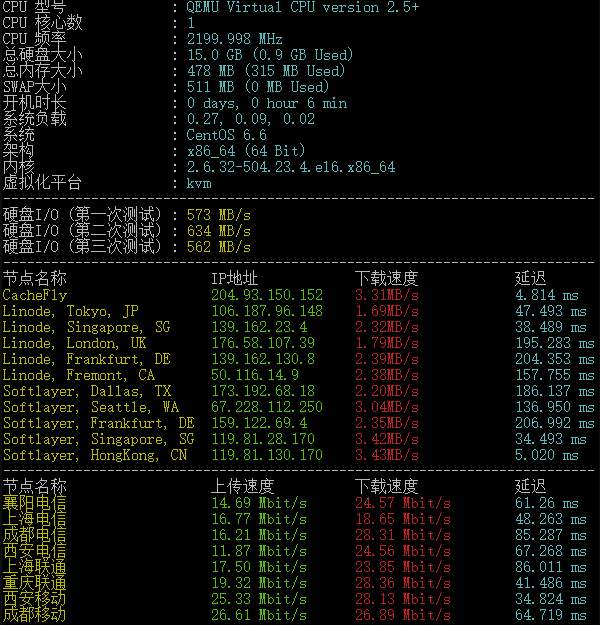 CPU 型号 : QEMU Virtual CPU version 2.5+
CPU 核心数 : 1
CPU 频率 : 2199.998 MHz
总硬盘大小 : 15.0 GB (0.9 GB Used)
总内存大小 : 478 MB (315 MB Used)
SWAP大小 : 511 MB (0 MB Used)
开机时长 : 0 days, 0 hour 6 min
系统负载 : 0.27, 0.09, 0.02
系统 : CentOS 6.6
架构 : x86_64 (64 Bit)
内核 : 2.6.32-504.23.4.el6.x86_64
虚拟化平台 : kvm
硬盘I/O (第一次测试) : 573 MB/s
硬盘I/O (第二次测试) : 634 MB/s
硬盘I/O (第三次测试) : 562 MB/s
节点名称 IP地址 下载速度 延迟
CacheFly 204.93.150.152 3.31MB/s 4.814 ms
Linode, Tokyo, JP 106.187.96.148 1.69MB/s 47.493 ms
Linode, Singapore, SG 139.162.23.4 2.32MB/s 38.489 ms
Linode, London, UK 176.58.107.39 1.79MB/s 195.283 ms
Linode, Frankfurt, DE 139.162.130.8 2.39MB/s 204.353 ms
Linode, Fremont, CA 50.116.14.9 2.38MB/s 157.755 ms
Softlayer, Dallas, TX 173.192.68.18 2.20MB/s 186.137 ms
Softlayer, Seattle, WA 67.228.112.250 3.04MB/s 136.950 ms
Softlayer, Frankfurt, DE 159.122.69.4 2.35MB/s 206.992 ms
Softlayer, Singapore, SG 119.81.28.170 3.42MB/s 34.493 ms
Softlayer, HongKong, CN 119.81.130.170 3.43MB/s 5.020 ms
节点名称 上传速度 下载速度 延迟
襄阳电信 14.69 Mbit/s 24.57 Mbit/s 61.26 ms
上海电信 16.77 Mbit/s 18.65 Mbit/s 48.263 ms
成都电信 16.21 Mbit/s 28.31 Mbit/s 85.287 ms
西安电信 11.87 Mbit/s 24.56 Mbit/s 67.268 ms
上海联通 17.50 Mbit/s 23.85 Mbit/s 86.011 ms
重庆联通 19.32 Mbit/s 28.36 Mbit/s 41.486 ms
西安移动 25.33 Mbit/s 28.13 Mbit/s 34.824 ms
成都移动 26.61 Mbit/s 26.89 Mbit/s 64.719 ms